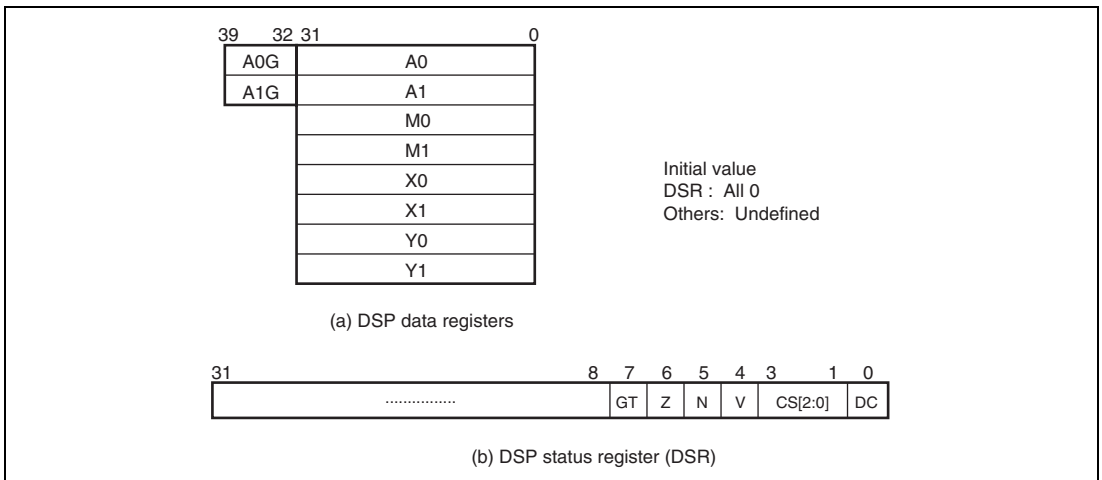 39 32 31 0
A0G A0
A1G A1
M0
M1
X0
X1
Y0
Y1
Initial value
DSR : All 0
Others: Undefined
(a) DSP data registers
31 8 7 6 5 4 3 1 0
................ GT Z N V CS[2:0] DC
(b) DSP status register (DSR)